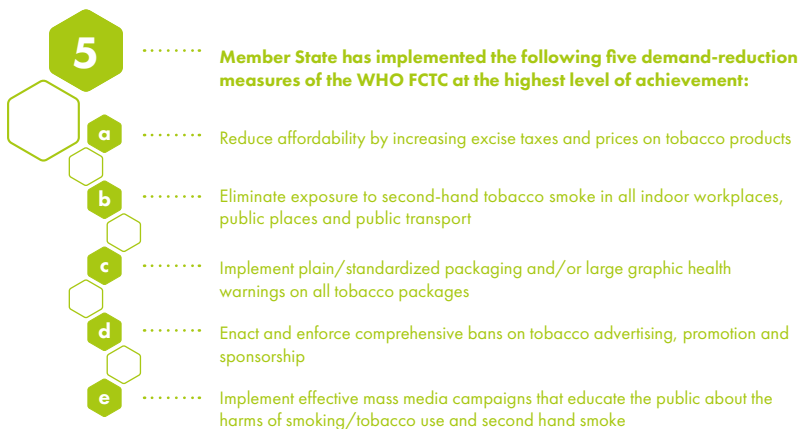 5
Member State has implemented the following five demand-reduction
measures of the WHO FCTC at the highest level of achievement:
a
Reduce affordability by increasing excise taxes and prices on tobacco products
b
Eliminate exposure to second-hand tobacco smoke in all indoor workplaces,
public places and public transport
c
Implement plain/standardized packaging and/or large graphic health
warnings on all tobacco packages
d
Enact and enforce comprehensive bans on tobacco advertising, promotion and
sponsorship
e
Implement effective mass media campaigns that educate the public about the
harms of smoking/tobacco use and second hand smoke